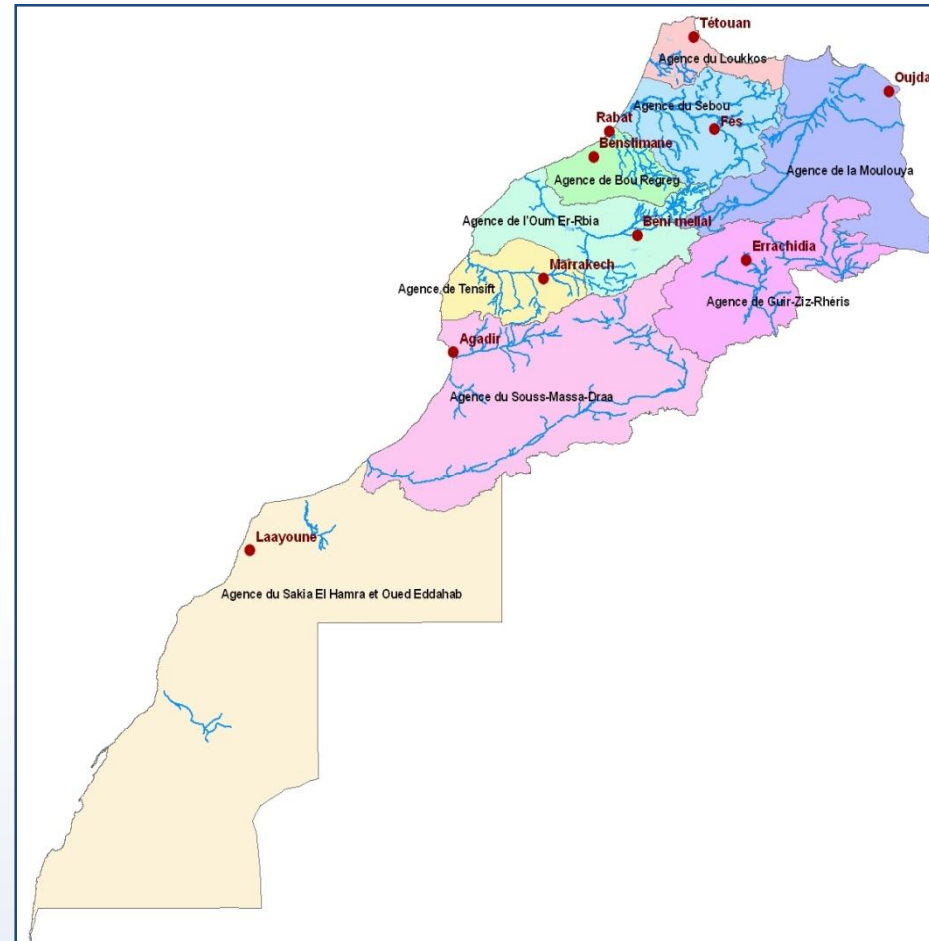 Tétouan
Agence du Loukkos
Oujda
Agence du Sebou
Rabat
Fés
Benslimane
Agence de la Moulouya
Agence de Bou Regreg
Agence de l'Oum Er-Rbia
Beni mellal
Errachidia
Marrakech
Agence de Tensift
Agence de Guir-Ziz-Rhéris
Agadir
Agence du Souss-Massa-Draa
Laayoune
Agence du Sakia El Hamra et Oued Eddahab